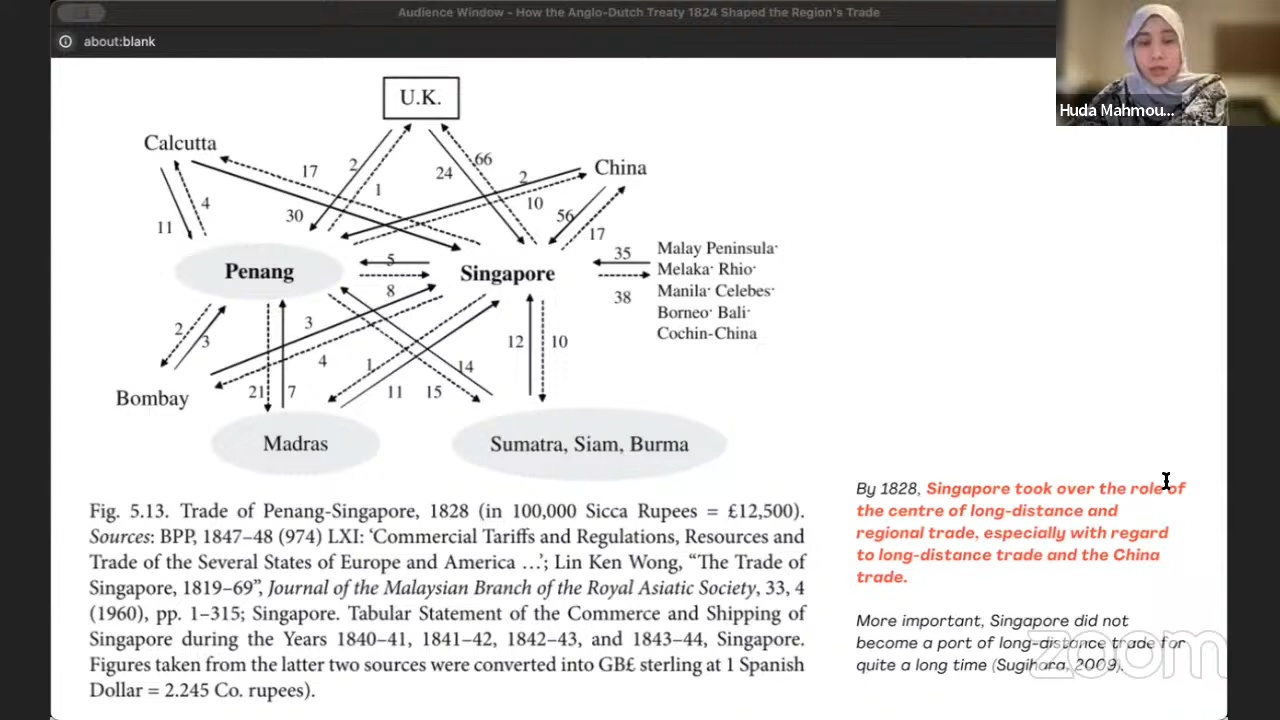 Audience Window - How the Anglo-Dutch Treaty 1824 Shaped the Region's Trade
about:blank
Huda Mahmou...
U.K.
Calcutta
China
17
2
1
24
66
2
10
4
30
11
56
17
Penang
5
8
Singapore
35
38
Malay Peninsula·
Melaka· Rhio·
Manila· Celebes·
Borneo· Bali·
Cochin-China
2
3
3
4
1
14
12
10
21
7
11
15
Bombay
Madras
Sumatra, Siam, Burma
Fig. 5.13. Trade of Penang-Singapore, 1828 (in 100,000 Sicca Rupees = £12,500).
Sources: BPP, 1847–48 (974) LXI: ‘Commercial Tariffs and Regulations, Resources and
Trade of the Several States of Europe and America ...’; Lin Ken Wong, “The Trade of
Singapore, 1819–69”, Journal of the Malaysian Branch of the Royal Asiatic Society, 33, 4
(1960), pp. 1–315; Singapore. Tabular Statement of the Commerce and Shipping of
Singapore during the Years 1840–41, 1841–42, 1842–43, and 1843–44, Singapore.
Figures taken from the latter two sources were converted into GB£ sterling at 1 Spanish
Dollar = 2.245 Co. rupees).
By 1828, Singapore took over the role of
the centre of long-distance and
regional trade, especially with regard
to long-distance trade and the China
trade.
More important, Singapore did not
become a port of long-distance trade for
quite a long time (Sugihara, 2009).
zoom